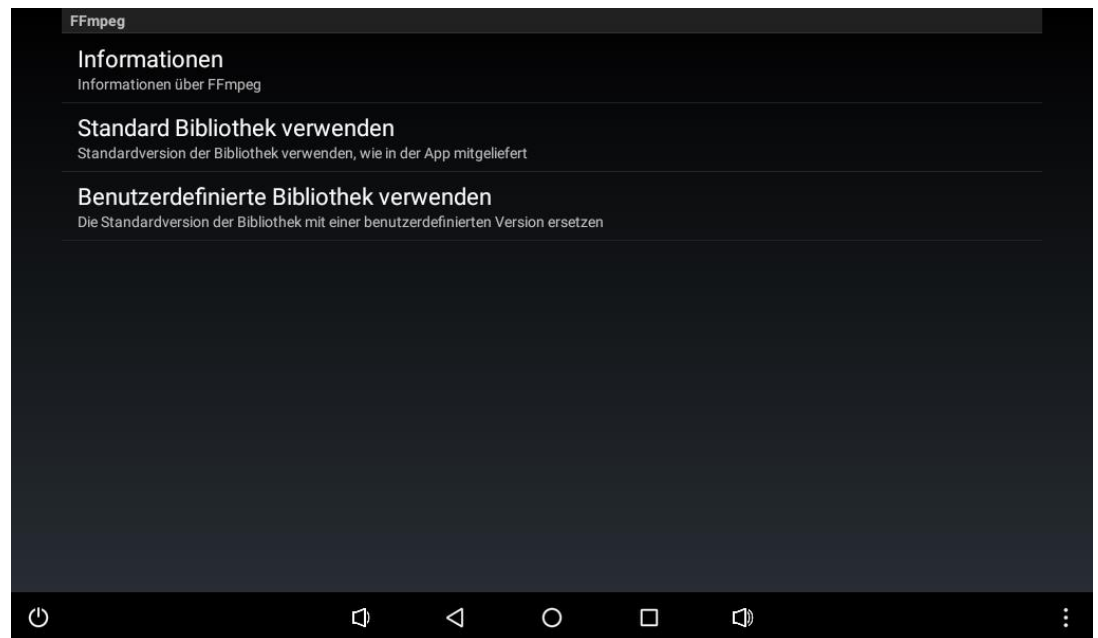 FFmpeg
Informationen
Informationen über FFmpeg
Standard Bibliothek verwenden
Standardversion der Bibliothek verwenden, wie in der App mitgeliefert
Benutzerdefinierte Bibliothek verwenden
Die Standardversion der Bibliothek mit einer benutzerdefinierten Version ersetzen